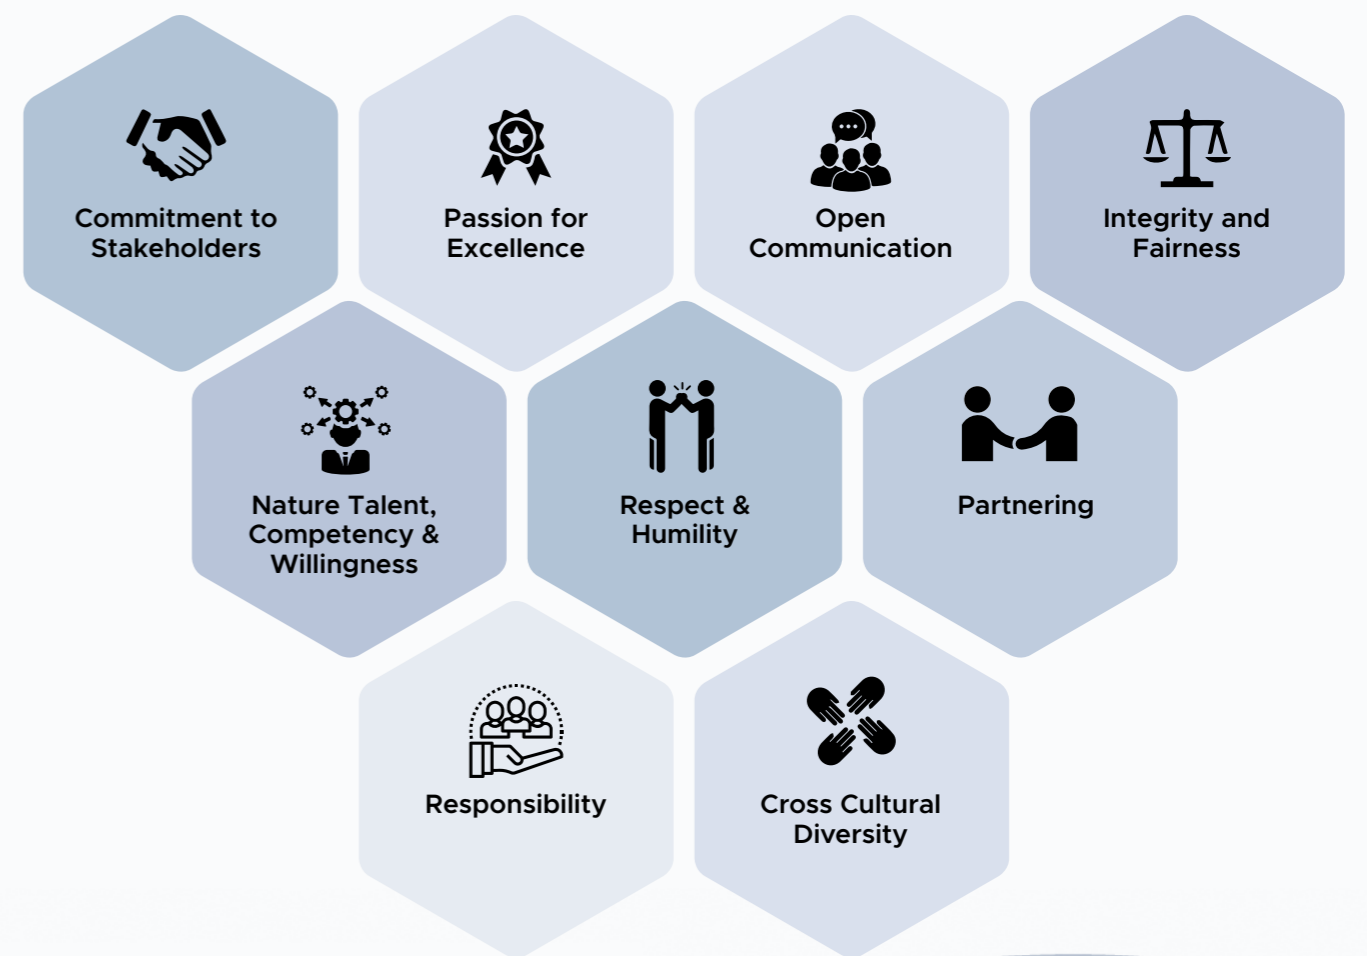 Commitment to
Stakeholders
Passion for
Excellence
Open
Communication
Integrity and
Fairness
Nature Talent,
Competency &
Willingness
Respect &
Humility
Partnering
Responsibility
Cross Cultural
Diversity